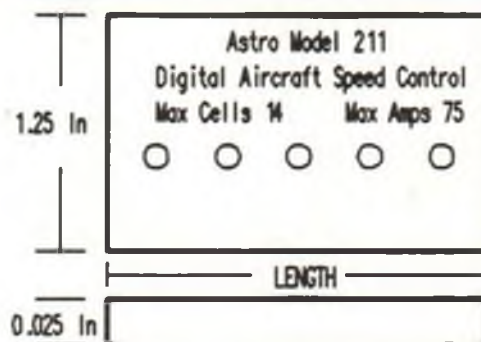 Astro Model 211
Digital Aircraft Speed Control
Max Cells 14 Max Amps 75
1.25 In
LENGTH
0.025 In